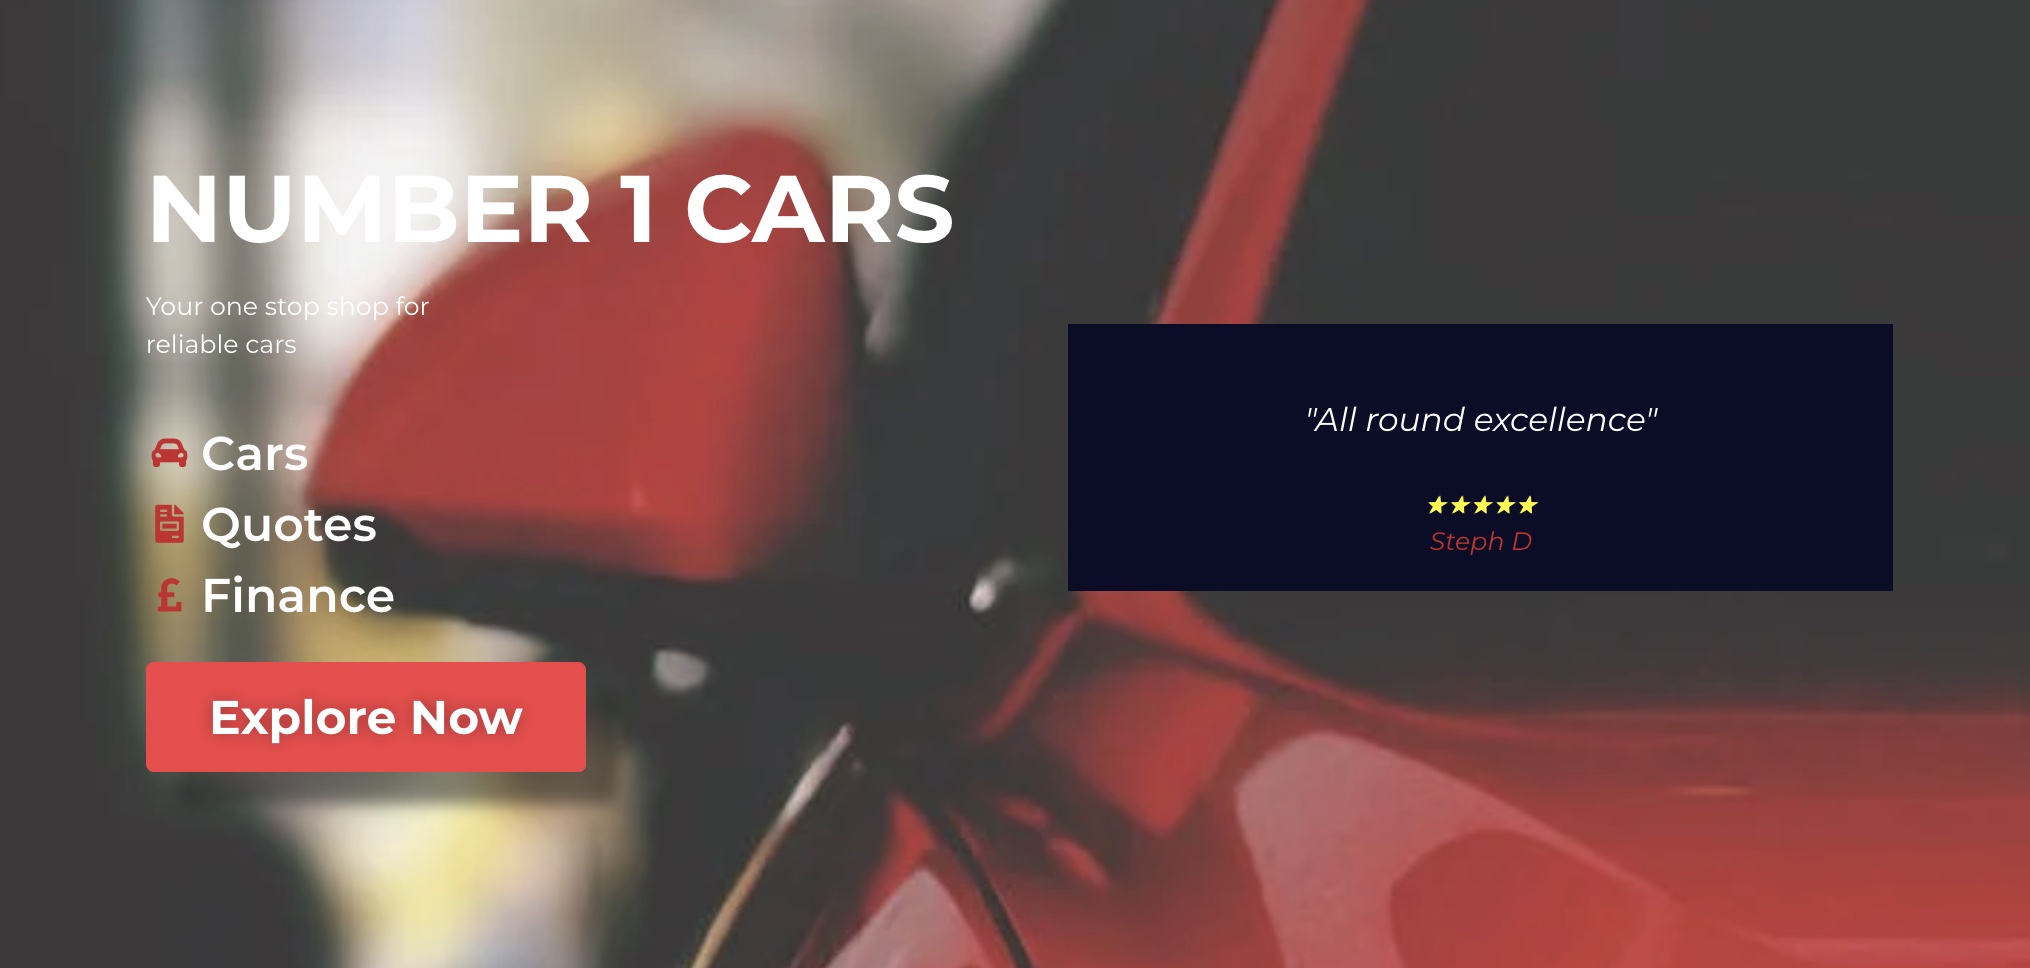 NUMBER 1 CARS
Your one stop shop for
reliable cars
Cars
Quotes
£ Finance
Explore Now
"All round excellence"
★★★★★
Steph D